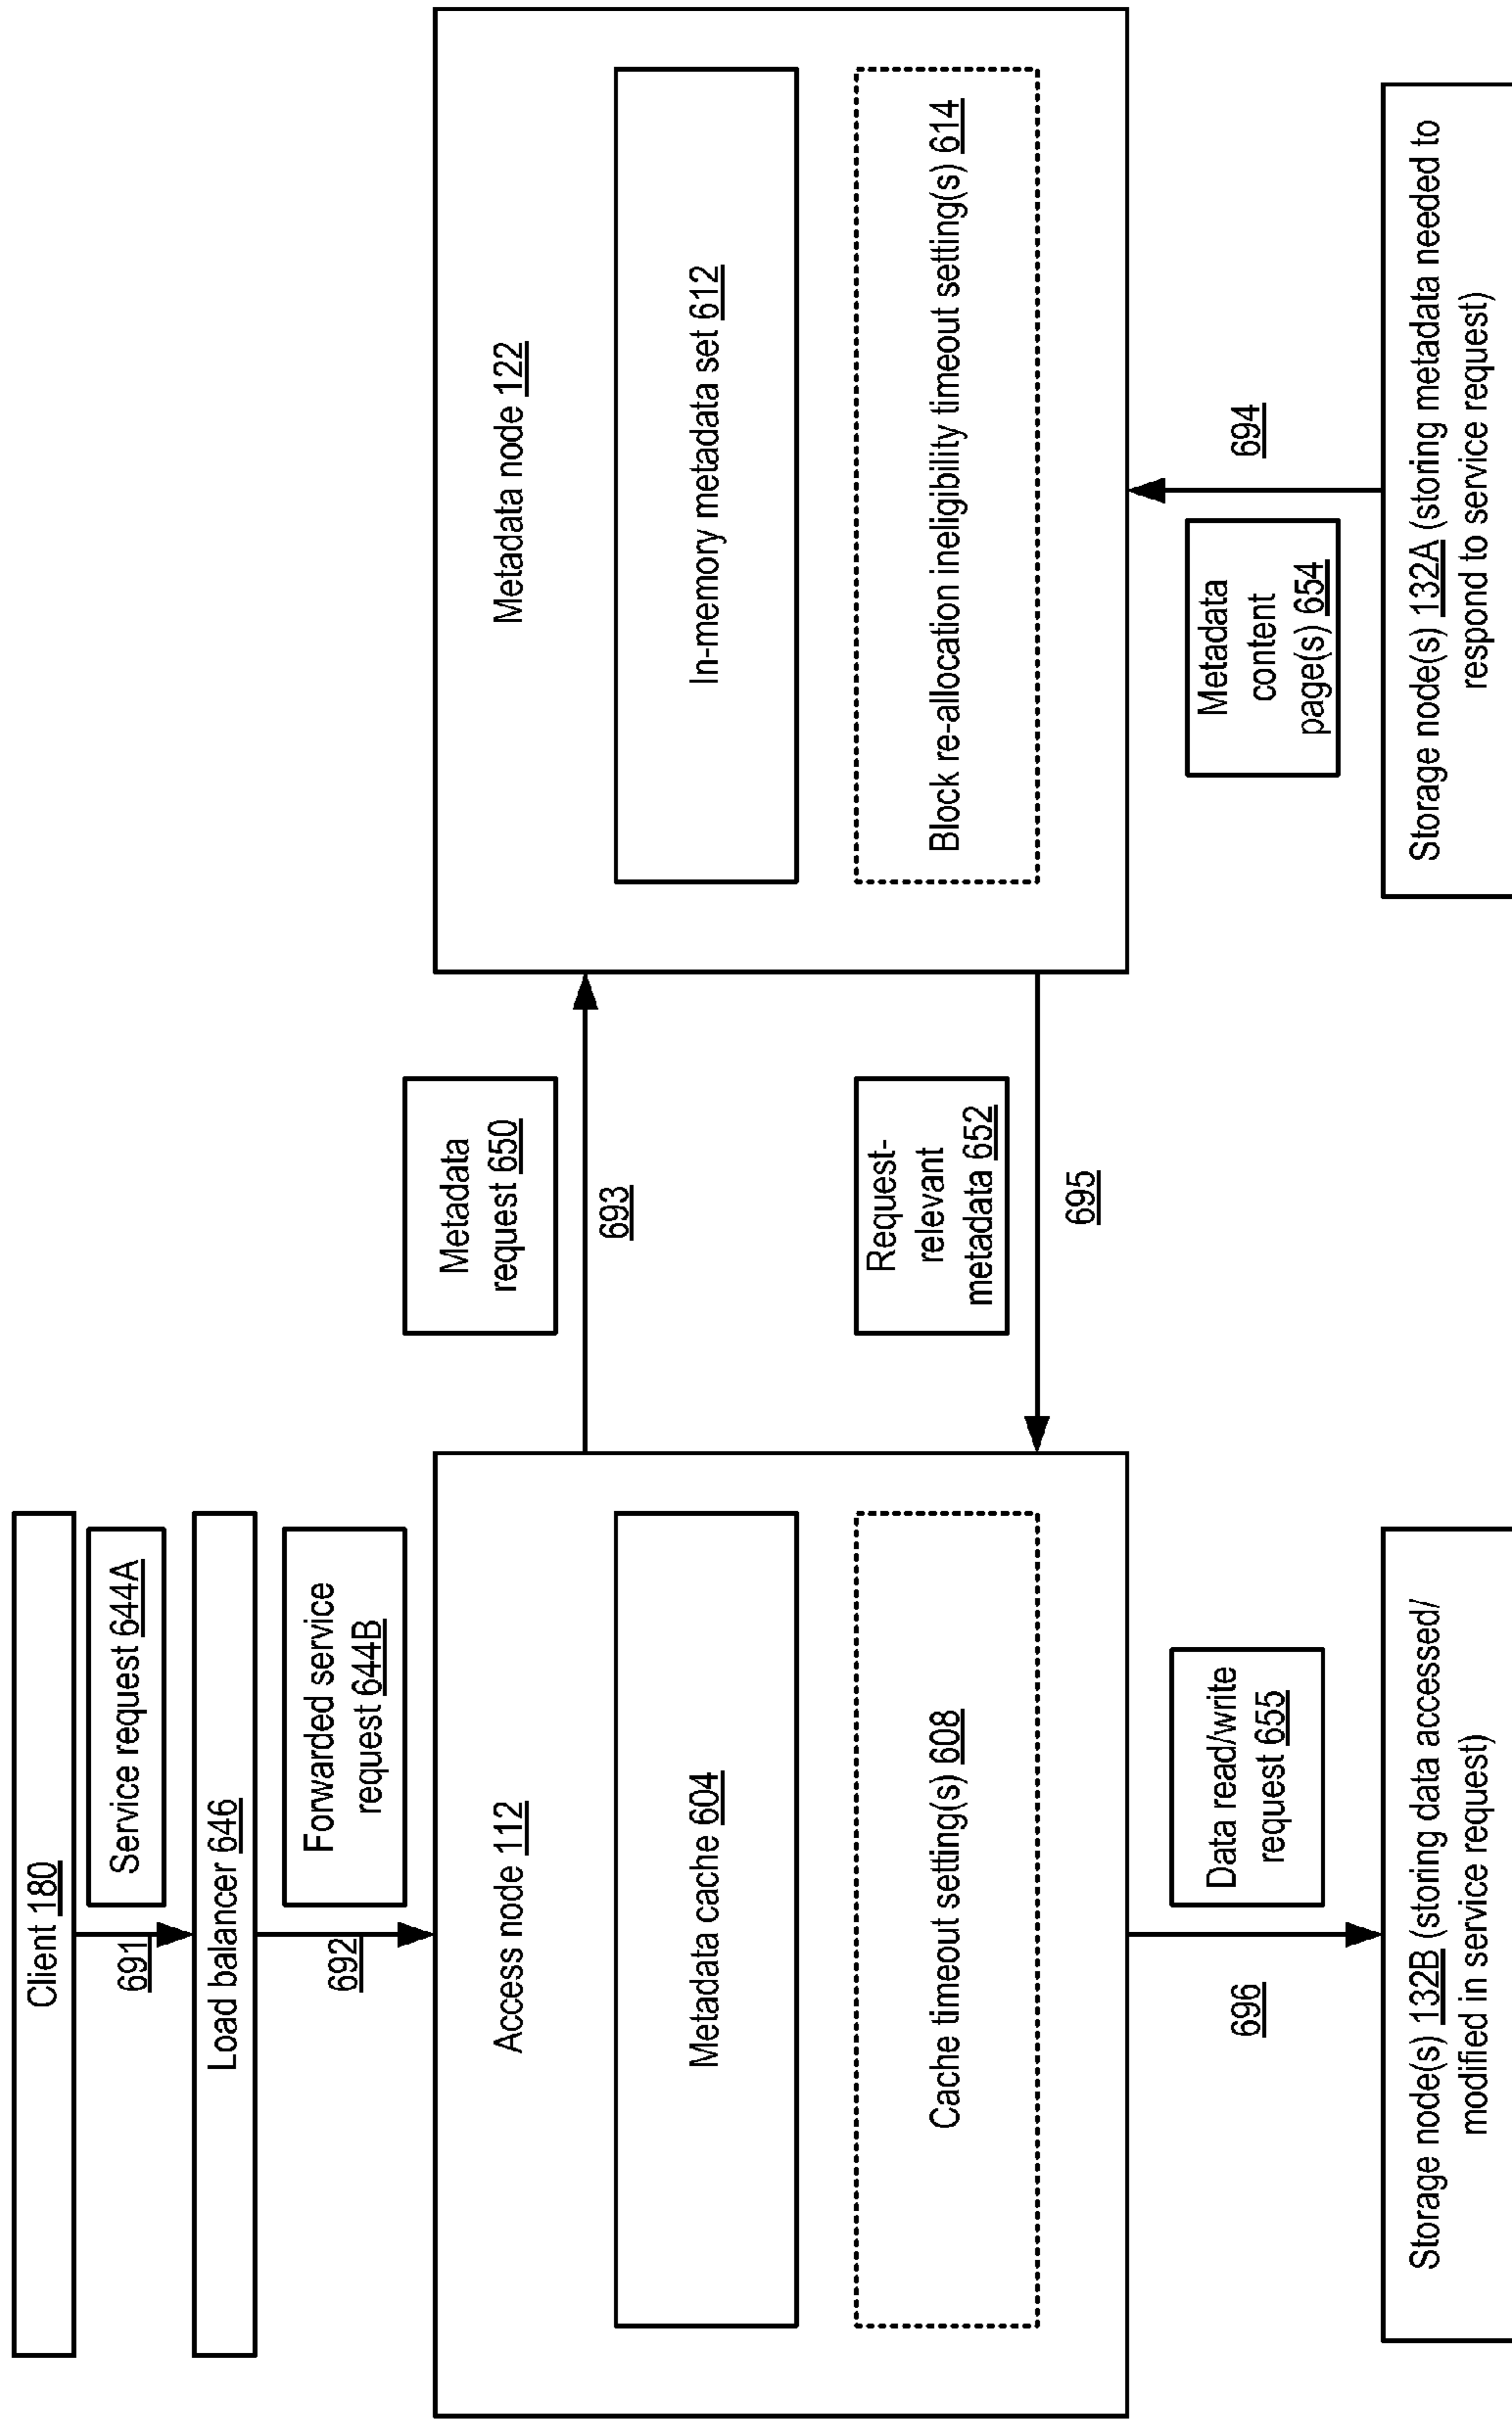 Client 180
Service request 644A
691
Load balancer 646
Forwarded service
request 644B
692
Access node 112
Metadata cache 604
Cache timeout setting(s) 608
Metadata
request 650
693
Request-
relevant
metadata 652
695
Metadata node 122
In-memory metadata set 612
Block re-allocation ineligibility timeout setting(s) 614
Data read/write
request 655
696
Storage node(s) 132B (storing data accessed/
modified in service request)
Metadata
content
page(s) 654
694
Storage node(s) 132A (storing metadata needed to
respond to service request)